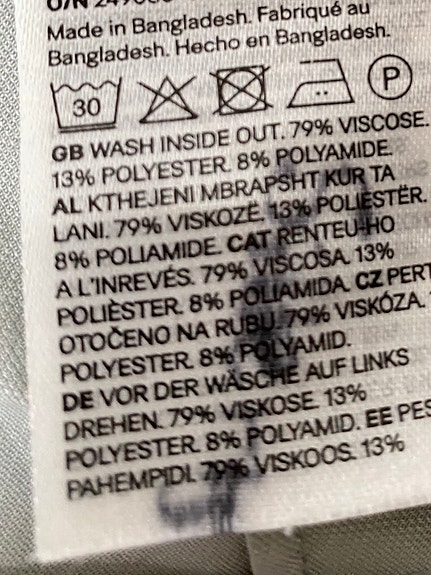 Made in Bangladesh. Fabriqué au
Bangladesh. Hecho en Bangladesh.
30 P
GB WASH INSIDE OUT. 79% VISCOSE.
13% POLYESTER. 8% POLYAMIDE.
AL KTHEJENI MBRAPSHT KUR TA
LANI. 79% VISKOZË. 13% POLIESTËR.
8% POLIAMIDE. CAT RENTEU-HO
A L'INREVÉS. 79% VISCOSA. 13%
POLIÈSTER. 8% POLIAMIDA. CZ PERT
OTOČENO NA RUBU. 79% VISKÓZA.
POLYESTER. 8% POLYAMID.
DE VOR DER WÄSCHE AUF LINKS
DREHEN. 79% VISKOSE. 13%
POLYESTER. 8% POLYAMID. EE PES
PAHEMPIDI. 79% VISKOOS. 13%